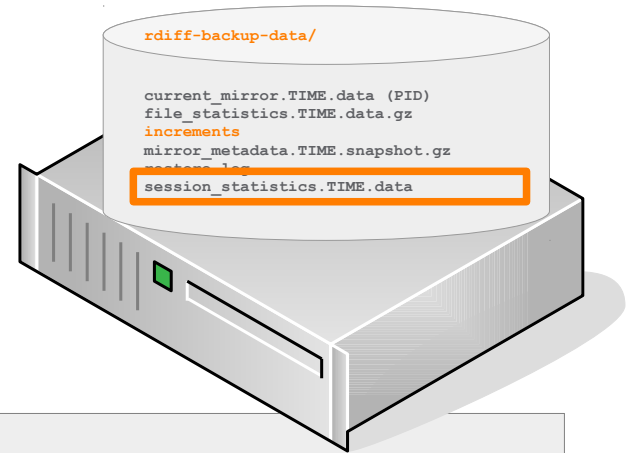 rdiff-backup-data/
current_mirror.TIME.data (PID)
file_statistics.TIME.data.gz
increments
mirror_metadata.TIME.snapshot.gz
restore_log
session_statistics.TIME.data